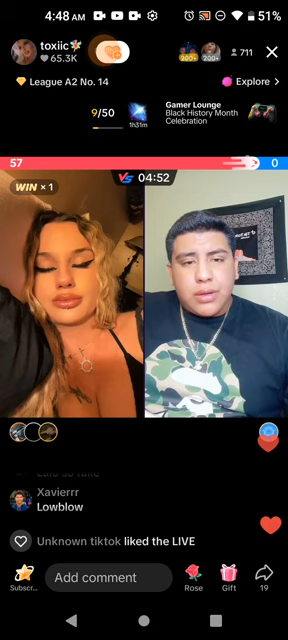 4:48 AM
51%
toxiic
65.3K
300+
200+
711
League A2 No. 14
Explore >
9/50
1h31m
Gamer Lounge
Black History Month
Celebration
57
0
WIN × 1
VS 04:52
Xavierrr
Lowblow
Unknown tiktok liked the LIVE
Subscr...
Add comment
Rose
Gift
19